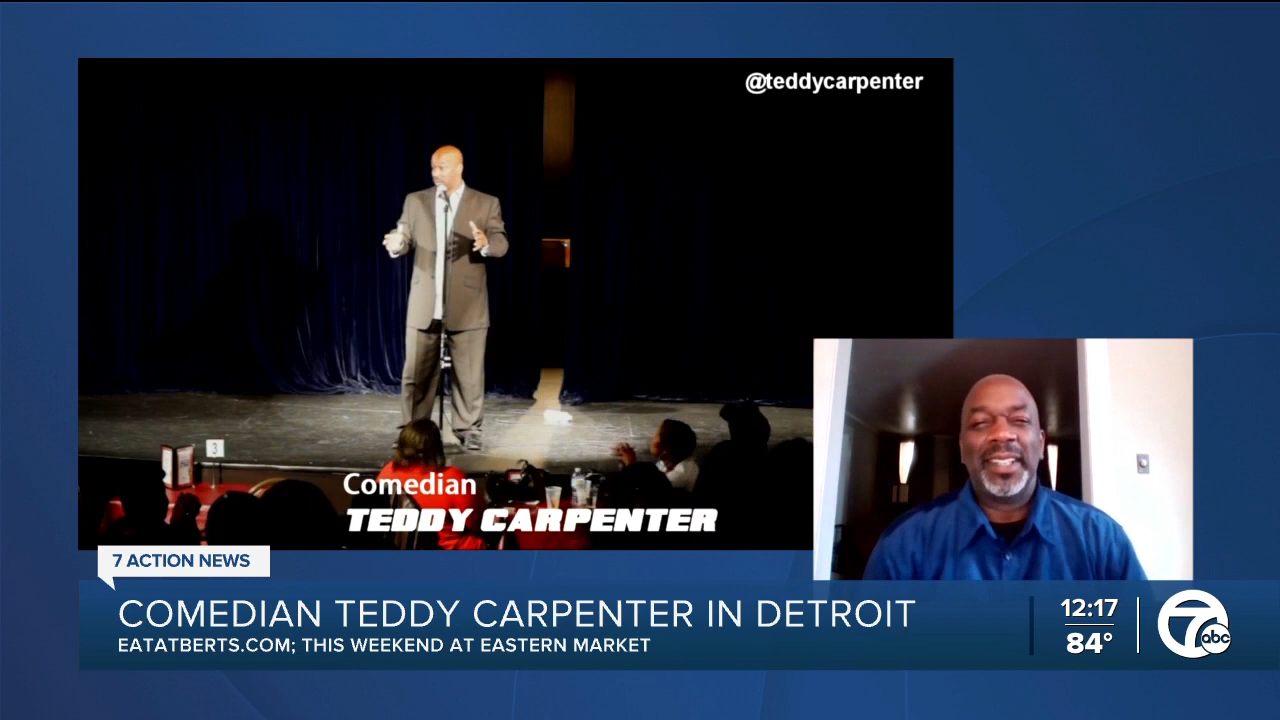 @teddycarpenter
3
Comedian
TEDDY CARPENTER
7 ACTION NEWS
COMEDIAN TEDDY CARPENTER IN DETROIT
EATATBERTS.COM; THIS WEEKEND AT EASTERN MARKET
12:17
84°
7 abc